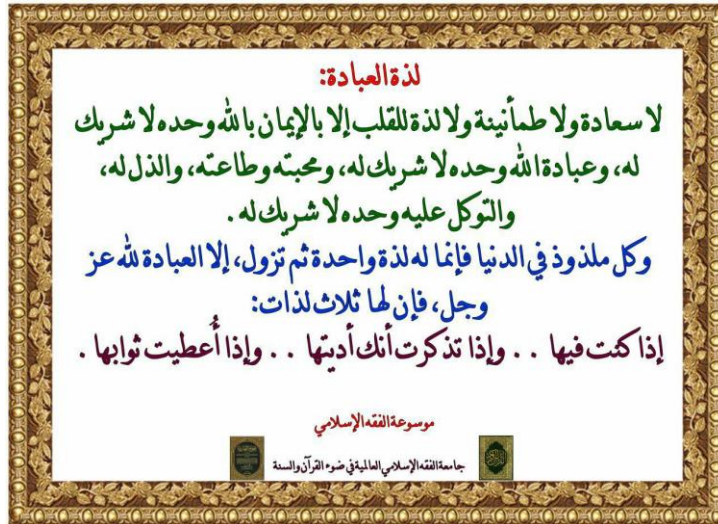 لذة العبادة:
لا سعادة ولا طمأنينة ولا لذة للقلب إلا بالإيمان بالله وحده لا شريك
له، وعبادة الله وحده لا شريك له، ومحبته وطاعته، والذل له،
والتوكل عليه وحده لا شريك له .
وكل ملذوذ في الدنيا فإنما له لذة واحدة ثم تزول، إلا العبادة لله عز
وجل، فإن لها ثلاث لذات:
إذا كنت فيها . . وإذا تذكرت أنك أديتها . . وإذا أُعطيت ثوابها .
موسوعة الفقه الإسلامي
جامعة الفقه الإسلامي العالمية في ضوء القرآن والسنة